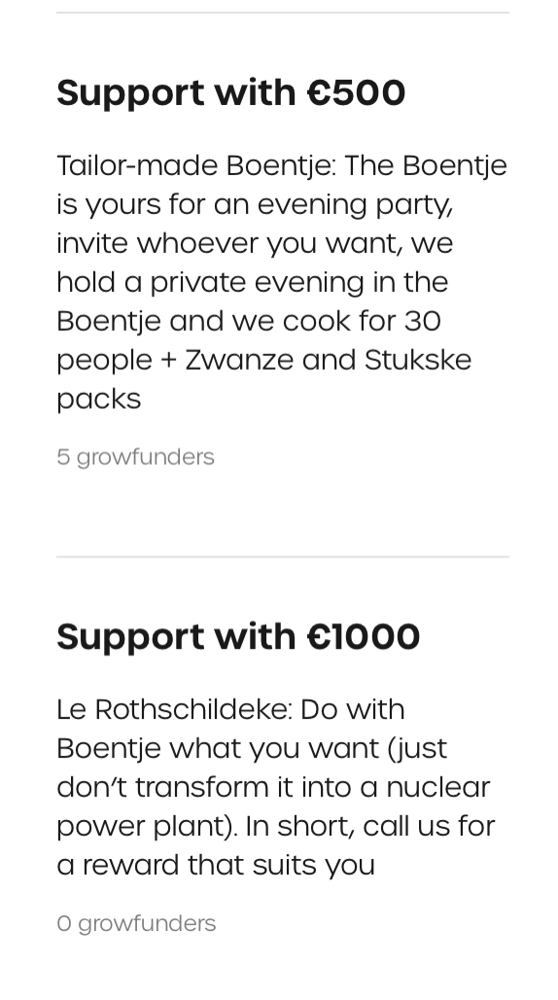 Support with €500
Tailor-made Boentje: The Boentje
is yours for an evening party,
invite whoever you want, we
hold a private evening in the
Boentje and we cook for 30
people + Zwanze and Stukske
packs
5 growfunders
Support with €1000
Le Rothschildeke: Do with
Boentje what you want (just
don’t transform it into a nuclear
power plant). In short, call us for
a reward that suits you
0 growfunders